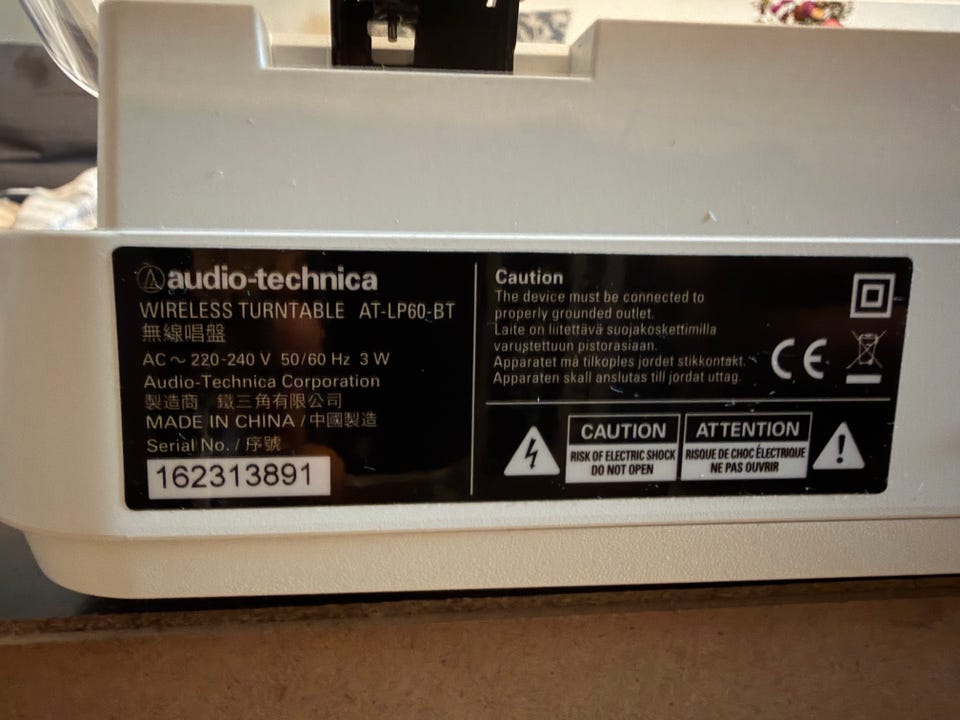 audio-technica
WIRELESS TURNTABLE AT-LP60-BT
無線唱盤
AC ~ 220-240 V 50/60 Hz 3 W
Audio-Technica Corporation
製造商 鐵三角有限公司
MADE IN CHINA / 中國製造
Serial No. / 序號
162313891
Caution
The device must be connected to
properly grounded outlet.
Laite on liitettävä suojakoskettimilla
varustettuun pistorasiaan.
Apparatet må tilkoples jordet stikkontakt.
Apparaten skall anslutas till jordat uttag.
CE
CAUTION
RISK OF ELECTRIC SHOCK
DO NOT OPEN
ATTENTION
RISQUE DE CHOC ÉLECTRIQUE
NE PAS OUVRIR